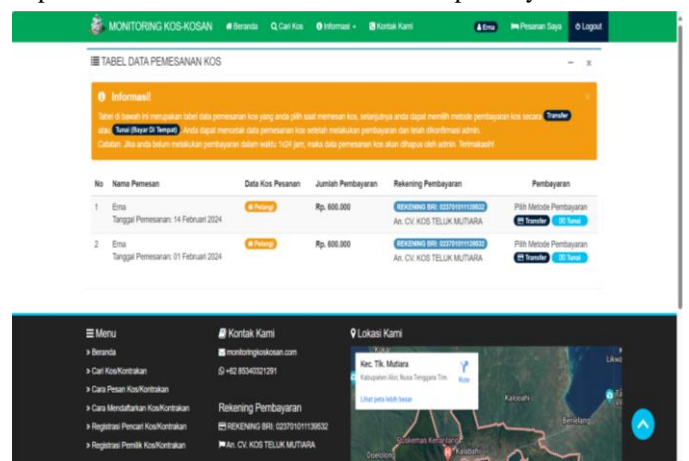 MONITORING KOS-KOSAN Beranda Cari Kos Informasi Kontak Kami Erna Pesanan Saya Logout
TABEL DATA PEMESANAN KOS
Informasi!
Tabel di bawah ini merupakan tabel data pemesanan kos yang anda pilih saat memesan kos, selanjutnya anda dapat memilih metode pembayaran kos secara Transfer
atau Tunai (Bayar Di Tempat). Anda dapat mencetak data pemesanan kos setelah melakukan pembayaran dan telah dikonfirmasi admin.
Catatan: Jika anda belum melakukan pembayaran dalam waktu 1x24 jam, maka data pemesanan kos akan dihapus oleh admin. Terimakasih!
No Nama Pemesan Data Kos Pesanan Jumlah Pembayaran Rekening Pembayaran Pembayaran
1 Erna Pelangi Rp. 600.000 REKENING BRI: 023701011139532 Pilih Metode Pembayaran
Tanggal Pemesanan: 14 Februari 2024 An. CV. KOS TELUK MUTIARA Transfer Tunai
2 Erna Pelangi Rp. 600.000 REKENING BRI: 023701011139532 Pilih Metode Pembayaran
Tanggal Pemesanan: 01 Februari 2024 An. CV. KOS TELUK MUTIARA Transfer Tunai
Menu
» Beranda
» Cari Kos/Kontrakan
» Cara Pesan Kos/Kontrakan
» Cara Mendaftarkan Kos/Kontrakan
» Registrasi Pencari Kos/Kontrakan
» Registrasi Pemilik Kos/Kontrakan
Kontak Kami
monitoringkoskosan.com
+62 85340321291
Rekening Pembayaran
REKENING BRI: 023701011139532
An. CV. KOS TELUK MUTIARA
Lokasi Kami
Kec. Tlk. Mutiara
Kabupaten Alor, Nusa Tenggara Tim.
Rute
Lihat peta lebih besar
Kalabahi